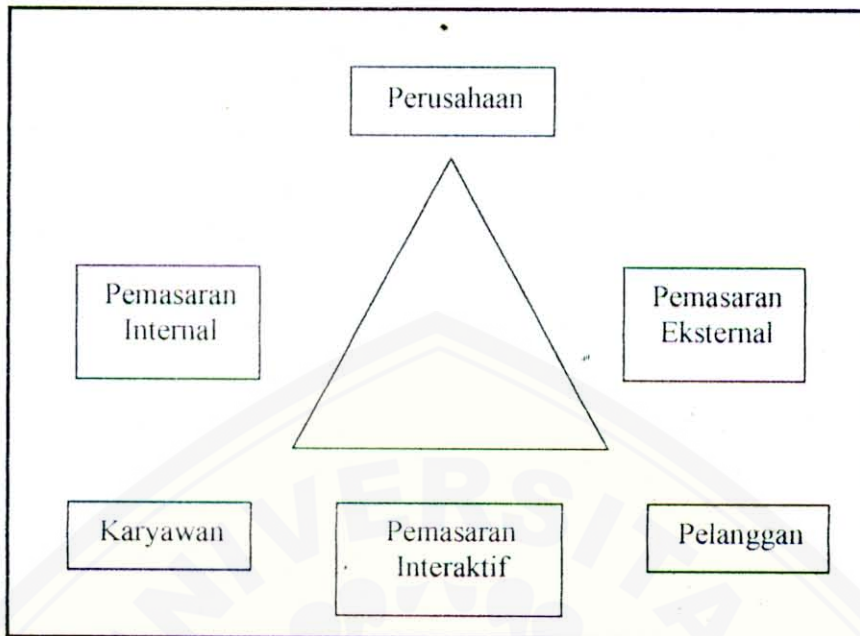 Perusahaan
Pemasaran
Internal
Pemasaran
Eksternal
Karyawan
Pemasaran
Interaktif
Pelanggan